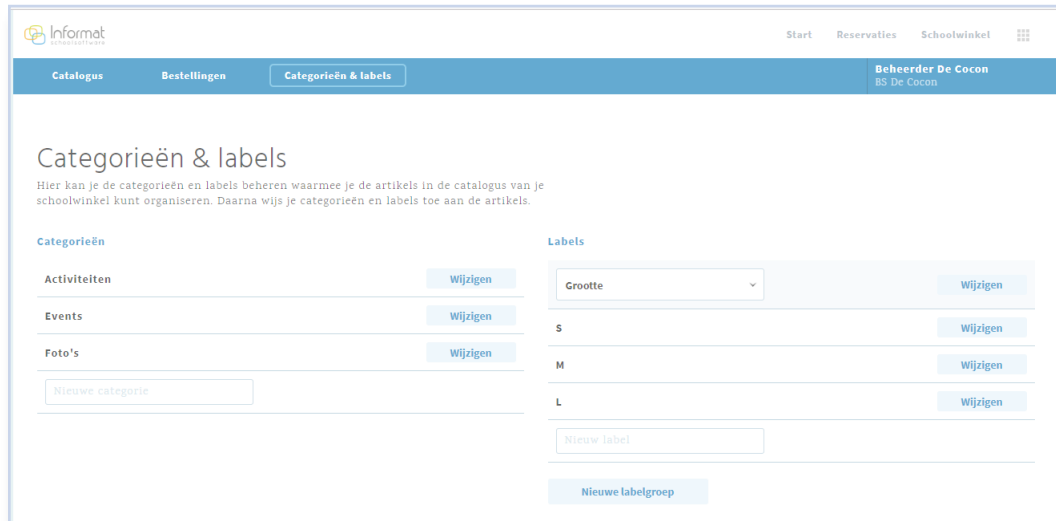 Informat
schoolsoftware
Start Reservaties Schoolwinkel
Catalogus Bestellingen Categorieën & labels
Beheerder De Cocon
BS De Cocon
Categorieën & labels
Hier kan je de categorieën en labels beheren waarmee je de artikels in de catalogus van je
schoolwinkel kunt organiseren. Daarna wijs je categorieën en labels toe aan de artikels.
Categorieën
Activiteiten Wijzigen
Events Wijzigen
Foto's Wijzigen
Nieuwe categorie
Labels
Grootte Wijzigen
S Wijzigen
M Wijzigen
L Wijzigen
Nieuw label
Nieuwe labelgroep